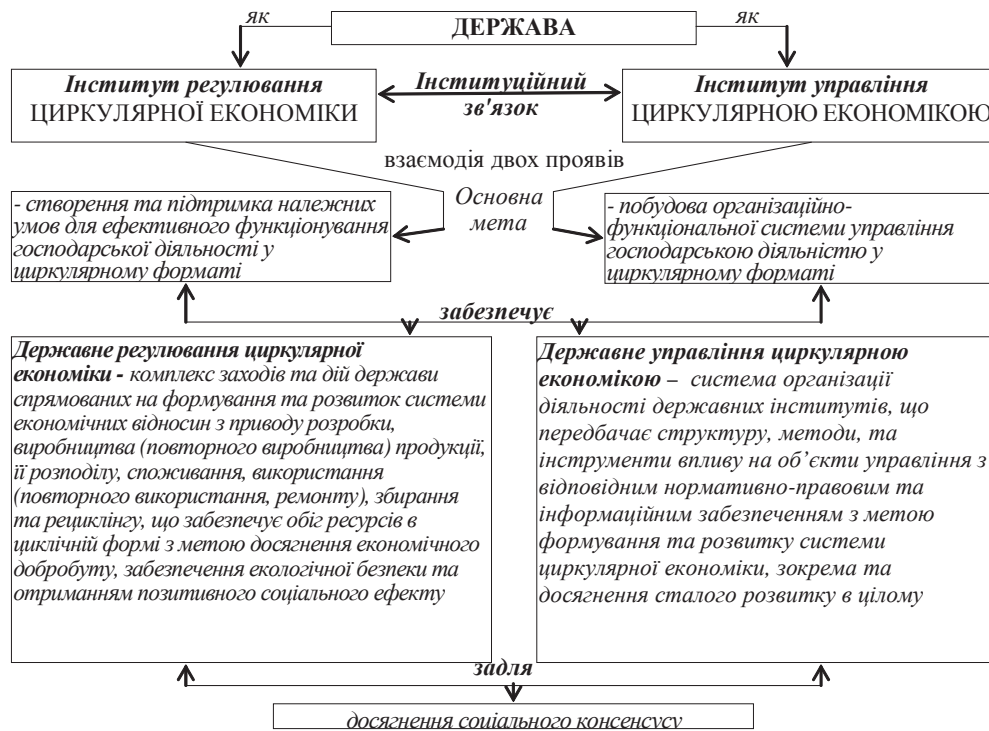 як
ДЕРЖАВА
як
Інститут регулювання
ЦИРКУЛЯРНОЇ ЕКОНОМІКИ
Інституційний
зв'язок
Інститут управління
ЦИРКУЛЯРНОЮ ЕКОНОМІКОЮ
взаємодія двох проявів
Основна
мета
- створення та підтримка належних
умов для ефективного функціонування
господарської діяльності у
циркулярному форматі
- побудова організаційно-
функціональної системи управління
господарською діяльністю у
циркулярному форматі
забезпечує
Державне регулювання циркулярної
економіки - комплекс заходів та дій держави
спрямованих на формування та розвиток системи
економічних відносин з приводу розробки,
виробництва (повторного виробництва) продукції,
її розподілу, споживання, використання
(повторного використання, ремонту), збирання
та рециклінгу, що забезпечує обіг ресурсів в
циклічній формі з метою досягнення економічного
добробуту, забезпечення екологічної безпеки та
отриманням позитивного соціального ефекту
Державне управління циркулярною
економікою – система організації
діяльності державних інститутів, що
передбачає структуру, методи, та
інструменти впливу на об’єкти управління з
відповідним нормативно-правовим та
інформаційним забезпеченням з метою
формування та розвитку системи
циркулярної економіки, зокрема та
досягнення сталого розвитку в цілому
задля
досягнення соціального консенсусу